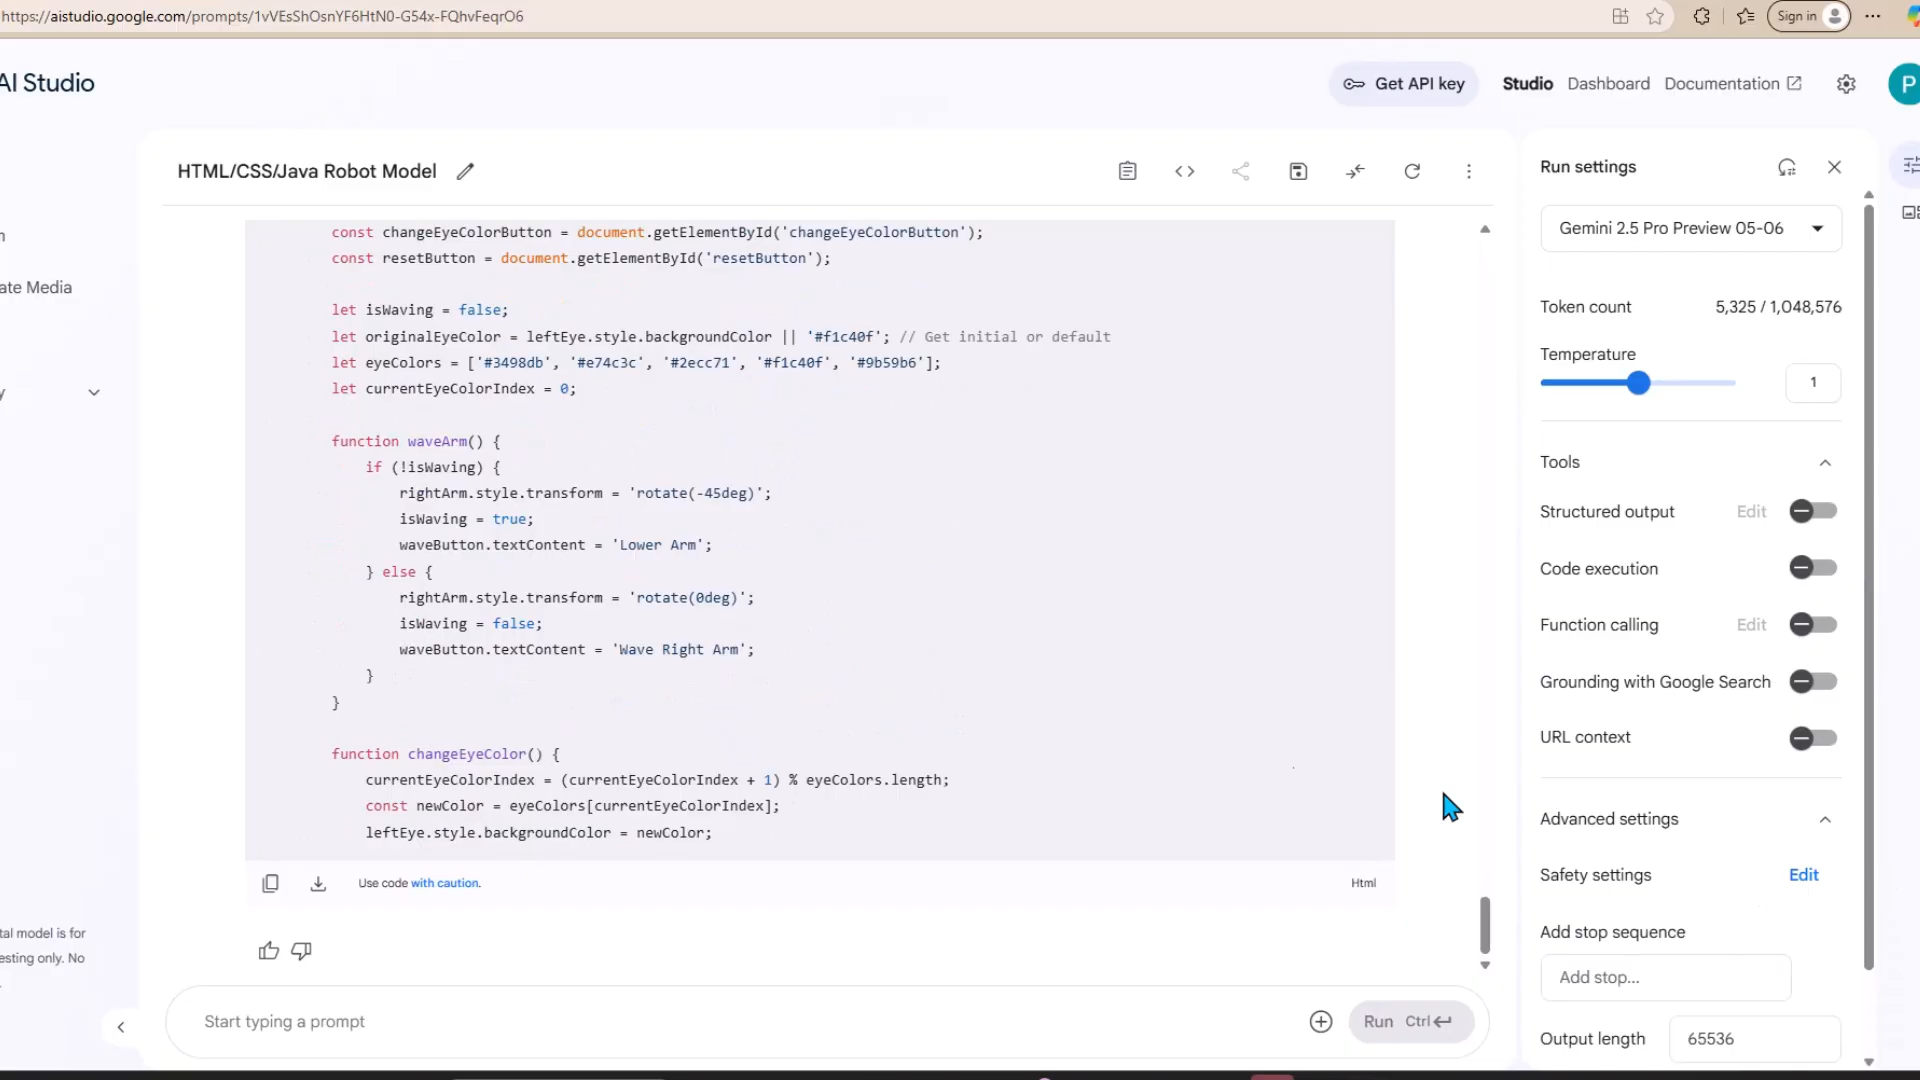 https://aistudio.google.com/prompts/1vVEsShOsnYF6HtN0-G54x-FQhvFeqrO6
Sign in
AI Studio
Get API key
Studio
Dashboard
Documentation
P
HTML/CSS/Java Robot Model
const changeEyeColorButton = document.getElementById('changeEyeColorButton');
const resetButton = document.getElementById('resetButton');
let isWaving = false;
let originalEyeColor = leftEye.style.backgroundColor || '#f1c40f'; // Get initial or default
let eyeColors = ['#3498db', '#e74c3c', '#2ecc71', '#f1c40f', '#9b59b6'];
let currentEyeColorIndex = 0;
function waveArm() {
if (!isWaving) {
rightArm.style.transform = 'rotate(-45deg)';
isWaving = true;
waveButton.textContent = 'Lower Arm';
} else {
rightArm.style.transform = 'rotate(0deg)';
isWaving = false;
waveButton.textContent = 'Wave Right Arm';
}
}
function changeEyeColor() {
currentEyeColorIndex = (currentEyeColorIndex + 1) % eyeColors.length;
const newColor = eyeColors[currentEyeColorIndex];
leftEye.style.backgroundColor = newColor;
Use code with caution.
Html
Start typing a prompt
Run Ctrl
ate Media
tal model is for
esting only. No
Run settings
Gemini 2.5 Pro Preview 05-06
Token count 5,325 / 1,048,576
Temperature
1
Tools
Structured output Edit
Code execution
Function calling Edit
Grounding with Google Search
URL context
Advanced settings
Safety settings Edit
Add stop sequence
Add stop...
Output length 65536